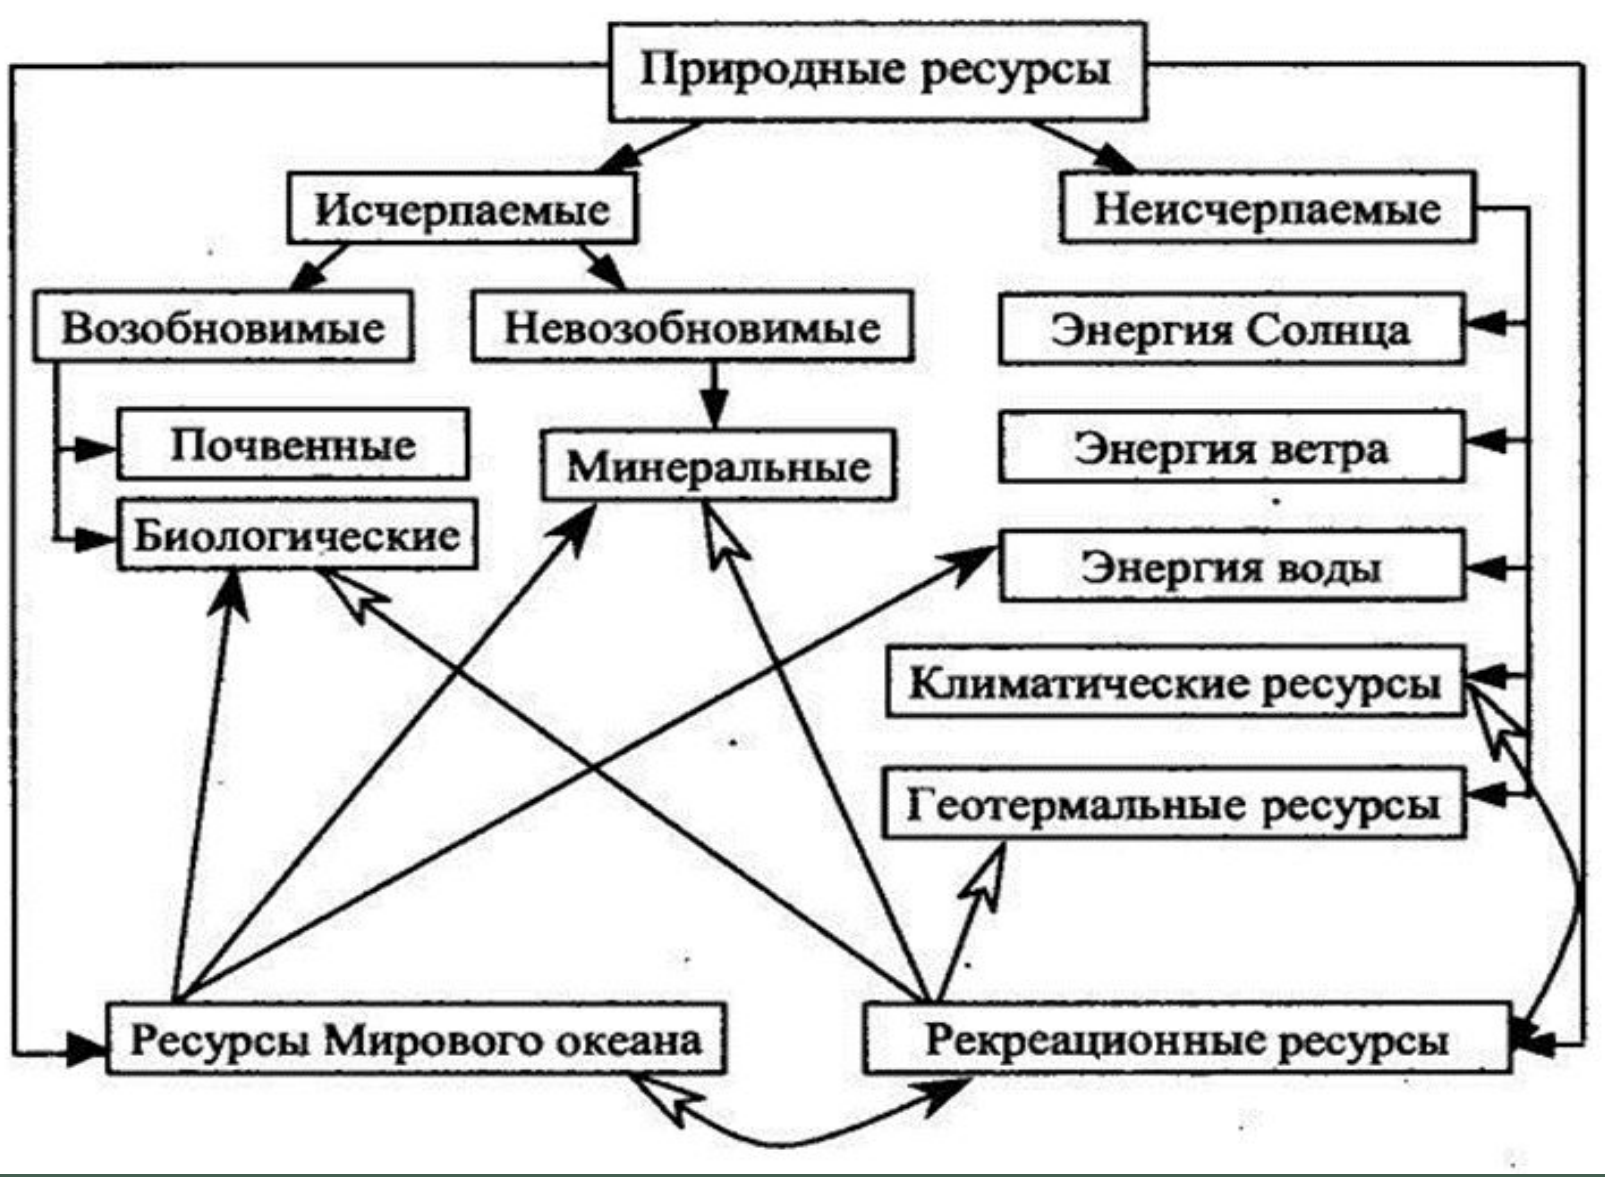 Природные ресурсы
Исчерпаемые
Неисчерпаемые
Возобновимые
Невозобновимые
Энергия Солнца
Почвенные
Минеральные
Энергия ветра
Биологические
Энергия воды
Климатические ресурсы
Геотермальные ресурсы
Ресурсы Мирового океана
Рекреационные ресурсы